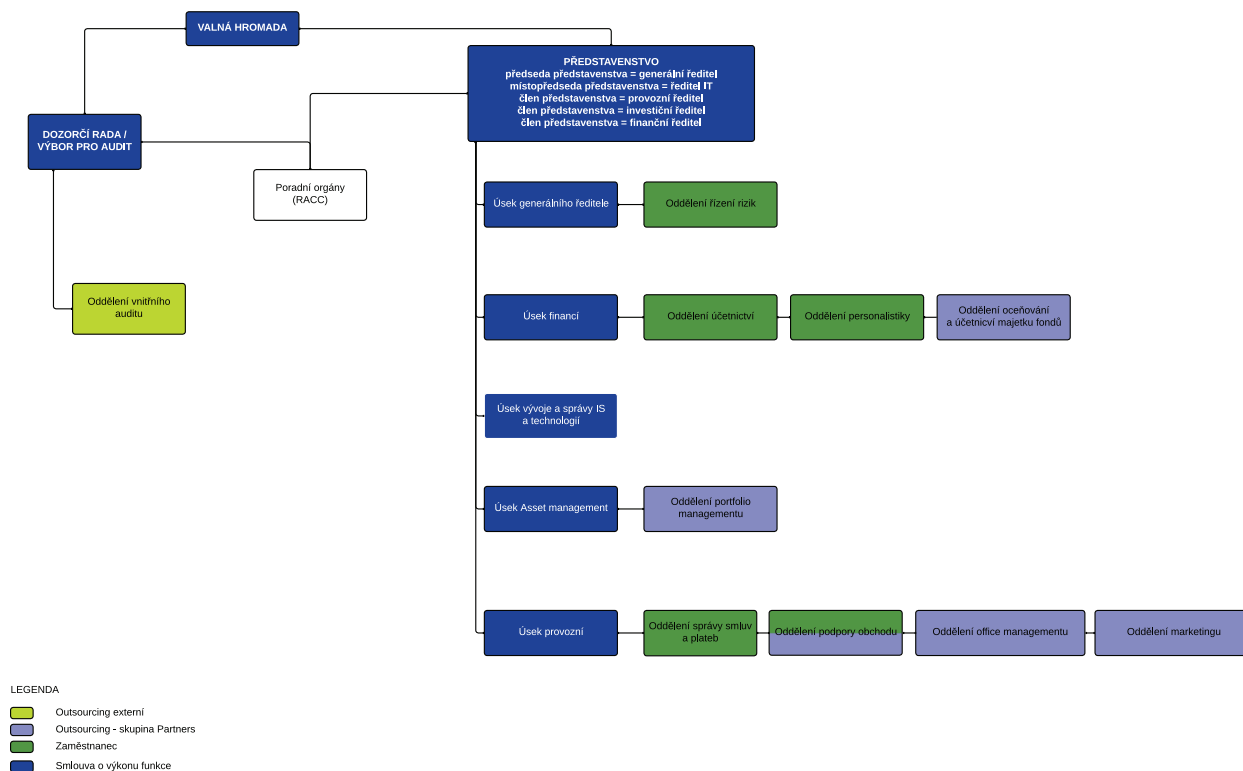 VALNÁ HROMADA
PŘEDSTAVENSTVO
předseda představenstva = generální ředitel
místopředseda představenstva = ředitel IT
člen představenstva = provozní ředitel
člen představenstva = investiční ředitel
člen představenstva = finanční ředitel
DOZORČÍ RADA /
VÝBOR PRO AUDIT
Poradní orgány
(RACC)
Úsek generálního ředitele
Oddělení řízení rizik
Oddělení vnitřního
auditu
Úsek financí
Oddělení účetnictví
Oddělení personalistiky
Oddělení oceňování
a účetnicví majetku fondů
Úsek vývoje a správy IS
a technologií
Úsek Asset management
Oddělení portfolio
managementu
Úsek provozní
Oddělení správy smluv
a plateb
Oddělení podpory obchodu
Oddělení office managementu
Oddělení marketingu
LEGENDA
Outsourcing externí
Outsourcing - skupina Partners
Zaměstnanec
Smlouva o výkonu funkce